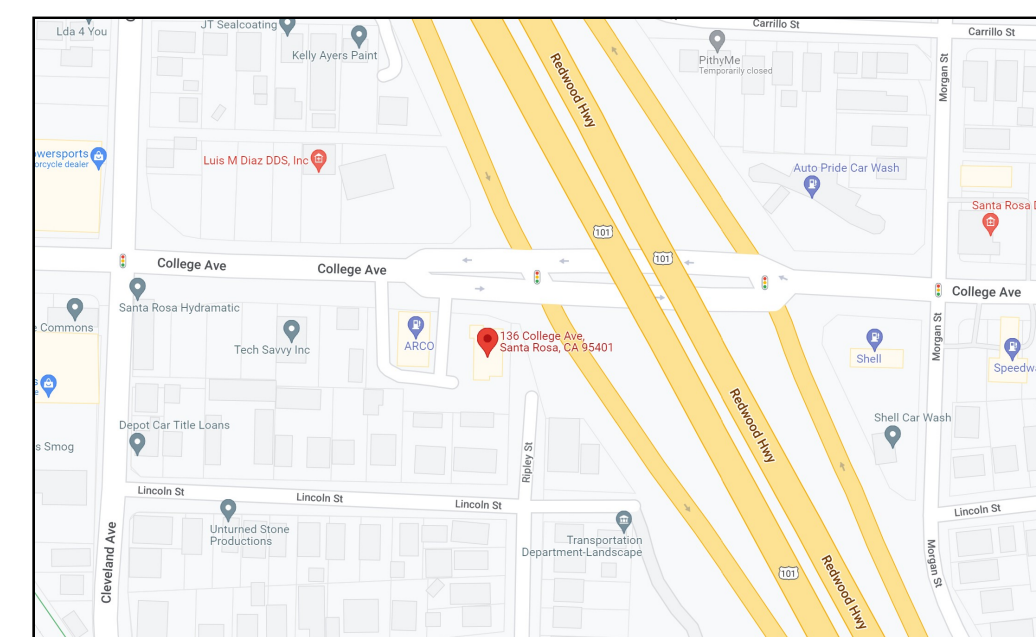 Carrillo St
Carrillo St
Lda 4 You
JT Sealcoating
Kelly Ayers Paint
PithyMe
Temporarily closed
Redwood Hwy
Morgan St
owersports
orcycle dealer
Luis M Diaz DDS, Inc
Auto Pride Car Wash
Santa Rosa
101
101
College Ave
College Ave
College Ave
Santa Rosa Hydramatic
e Commons
Tech Savvy Inc
ARCO
136 College Ave,
Santa Rosa, CA 95401
Shell
Morgan St
Speedw
Redwood Hwy
Depot Car Title Loans
Shell Car Wash
s Smog
Ripley St
Lincoln St
Lincoln St
Lincoln St
Lincoln St
Unturned Stone
Productions
Cleveland Ave
Transportation
Department-Landscape
101
Redwood Hwy
Morgan St